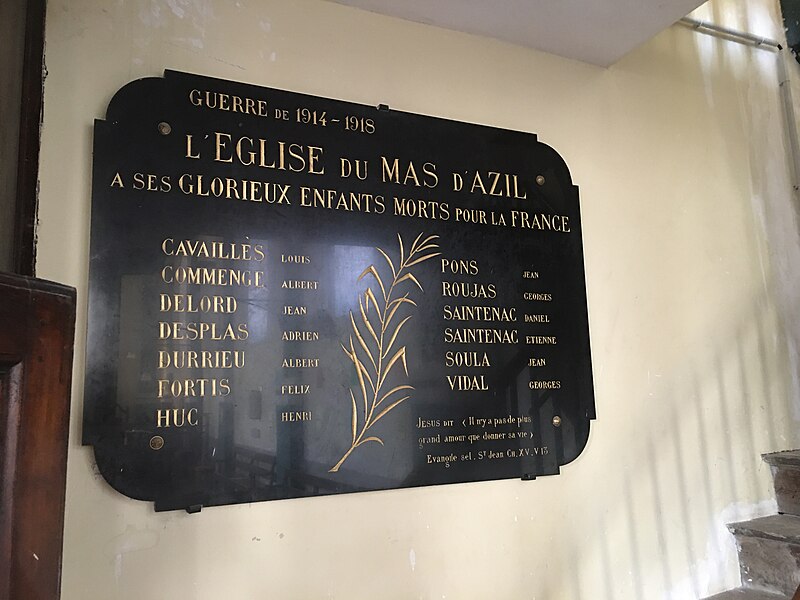 GUERRE DE 1914 - 1918
L'EGLISE DU MAS D'AZIL
A SES GLORIEUX ENFANTS MORTS POUR LA FRANCE
CAVAILLÈS LOUIS
COMMENGE ALBERT
DELORD JEAN
DESPLAS ADRIEN
DURRIEU ALBERT
FORTIS FELIX
HUC HENRI
PONS JEAN
ROUJAS GEORGES
SAINTENAC DANIEL
SAINTENAC ETIENNE
SOULA JEAN
VIDAL GEORGES
JESUS DIT < Il n'y a pas de plus
grand amour que donner sa vie >
Evangile sel. St Jean CH. XV. V 13